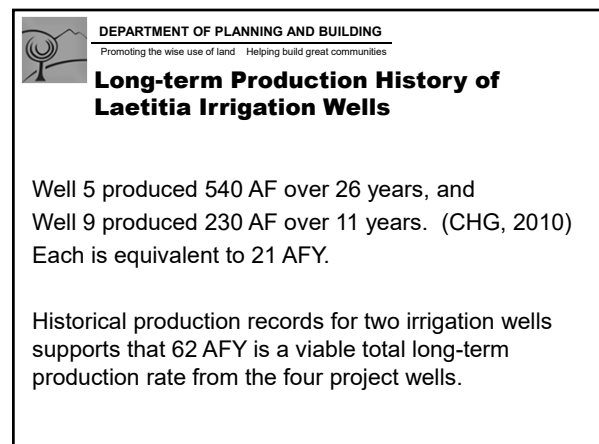 DEPARTMENT OF PLANNING AND BUILDING
Promoting the wise use of land Helping build great communities
Long-term Production History of
Laetitia Irrigation Wells
Well 5 produced 540 AF over 26 years, and
Well 9 produced 230 AF over 11 years. (CHG, 2010)
Each is equivalent to 21 AFY.
Historical production records for two irrigation wells
supports that 62 AFY is a viable total long-term
production rate from the four project wells.